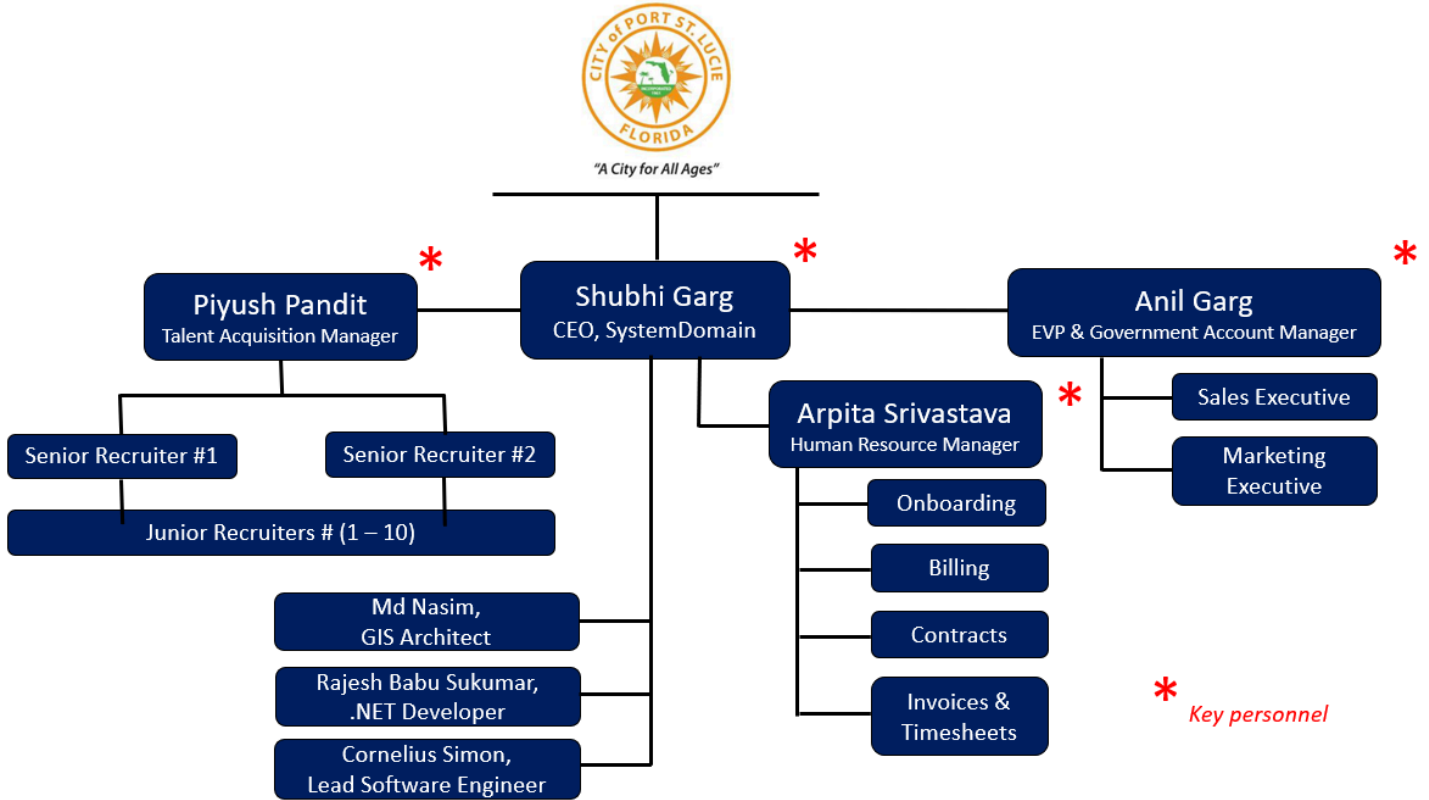 CITY of PORT ST. LUCIE
INCORPORATED
1961
FLORIDA
"A City for All Ages"
*
*
*
Piyush Pandit
Talent Acquisition Manager
Shubhi Garg
CEO, SystemDomain
Anil Garg
EVP & Government Account Manager
Senior Recruiter #1
Senior Recruiter #2
Junior Recruiters # (1 – 10)
*
Arpita Srivastava
Human Resource Manager
Sales Executive
Marketing
Executive
Onboarding
Billing
Contracts
Invoices &
Timesheets
Md Nasim,
GIS Architect
Rajesh Babu Sukumar,
.NET Developer
Cornelius Simon,
Lead Software Engineer
* Key personnel